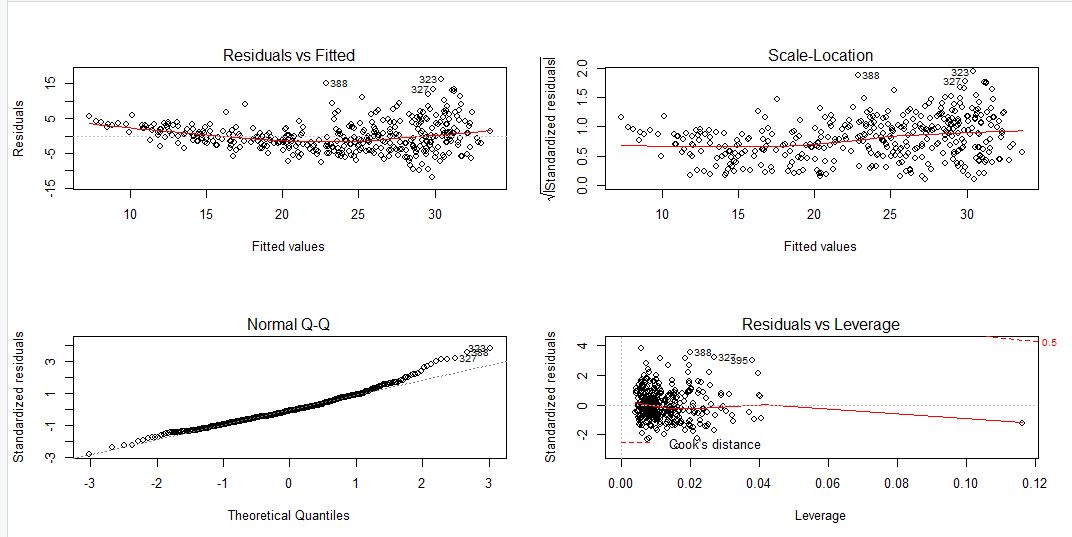 Residuals vs Fitted
Residuals
15
5
-5
-15
388
323
327
10 15 20 25 30
Fitted values
Scale-Location
√|Standardized residuals|
2.0
1.5
1.0
0.5
0.0
388
323
327
10 15 20 25 30
Fitted values
Normal Q-Q
Standardized residuals
3
1
-1
-3
323
388
327
-3 -2 -1 0 1 2 3
Theoretical Quantiles
Residuals vs Leverage
Standardized residuals
4
2
0
-2
0.5
388
327
395
Cook's distance
0.00 0.02 0.04 0.06 0.08 0.10 0.12
Leverage